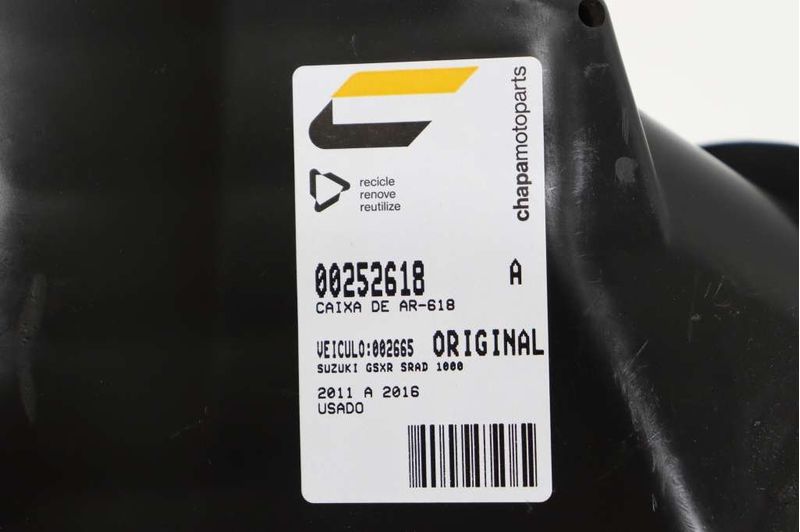 chapamotoparts
recicle
renove
reutilize
00252618 A
CAIXA DE AR-618
VEICULO:002665 ORIGINAL
SUZUKI GSXR SRAD 1000
2011 A 2016
USADO